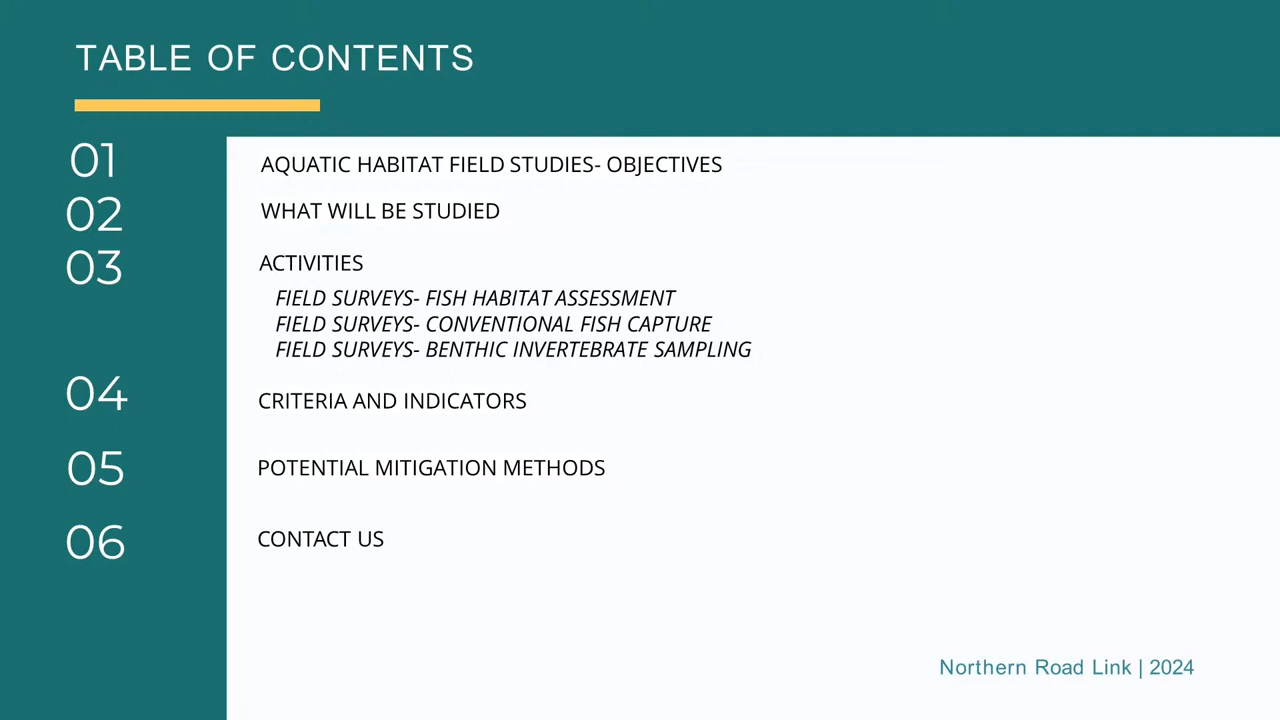 TABLE OF CONTENTS
01 AQUATIC HABITAT FIELD STUDIES- OBJECTIVES
02 WHAT WILL BE STUDIED
03 ACTIVITIES
FIELD SURVEYS- FISH HABITAT ASSESSMENT
FIELD SURVEYS- CONVENTIONAL FISH CAPTURE
FIELD SURVEYS- BENTHIC INVERTEBRATE SAMPLING
04 CRITERIA AND INDICATORS
05 POTENTIAL MITIGATION METHODS
06 CONTACT US
Northern Road Link | 2024